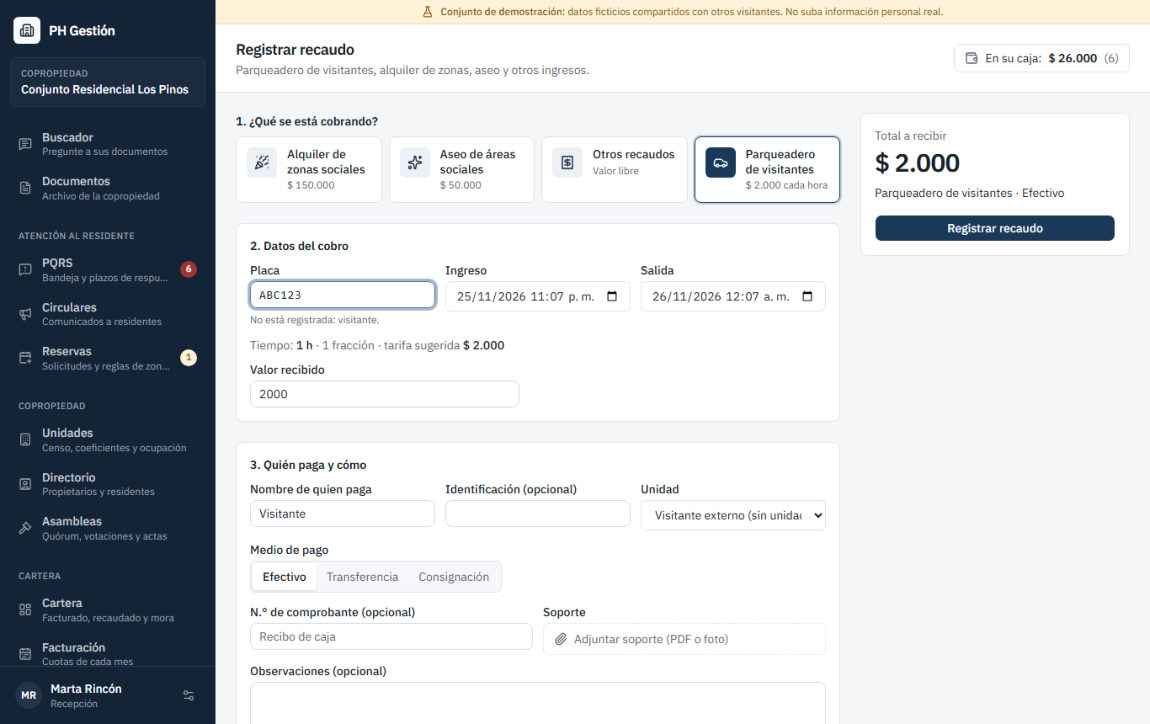 PH Gestión
COPROPIEDAD
Conjunto Residencial Los Pinos
Buscador
Pregunte a sus documentos
Documentos
Archivo de la copropiedad
ATENCIÓN AL RESIDENTE
PQRS
Bandeja y plazos de respu...
6
Circulares
Comunicados a residentes
Reservas
Solicitudes y reglas de zon...
1
COPROPIEDAD
Unidades
Censo, coeficientes y ocupación
Directorio
Propietarios y residentes
Asambleas
Quórum, votaciones y actas
CARTERA
Cartera
Facturado, recaudado y mora
Facturación
Cuotas de cada mes
MR
Marta Rincón
Recepción
Conjunto de demostración: datos ficticios compartidos con otros visitantes. No suba información personal real.
Registrar recaudo
Parqueadero de visitantes, alquiler de zonas, aseo y otros ingresos.
En su caja: $ 26.000 (6)
1. ¿Qué se está cobrando?
Alquiler de zonas sociales
$ 150.000
Aseo de áreas sociales
$ 50.000
Otros recaudos
Valor libre
Parqueadero de visitantes
$ 2.000 cada hora
2. Datos del cobro
Placa
ABC123
No está registrada: visitante.
Ingreso
25/11/2026 11:07 p. m.
Salida
26/11/2026 12:07 a. m.
Tiempo: 1 h · 1 fracción · tarifa sugerida $ 2.000
Valor recibido
2000
3. Quién paga y cómo
Nombre de quien paga
Visitante
Identificación (opcional)
Unidad
Visitante externo (sin unidad
Medio de pago
Efectivo
Transferencia
Consignación
N.º de comprobante (opcional)
Recibo de caja
Soporte
Adjuntar soporte (PDF o foto)
Observaciones (opcional)
Total a recibir
$ 2.000
Parqueadero de visitantes · Efectivo
Registrar recaudo